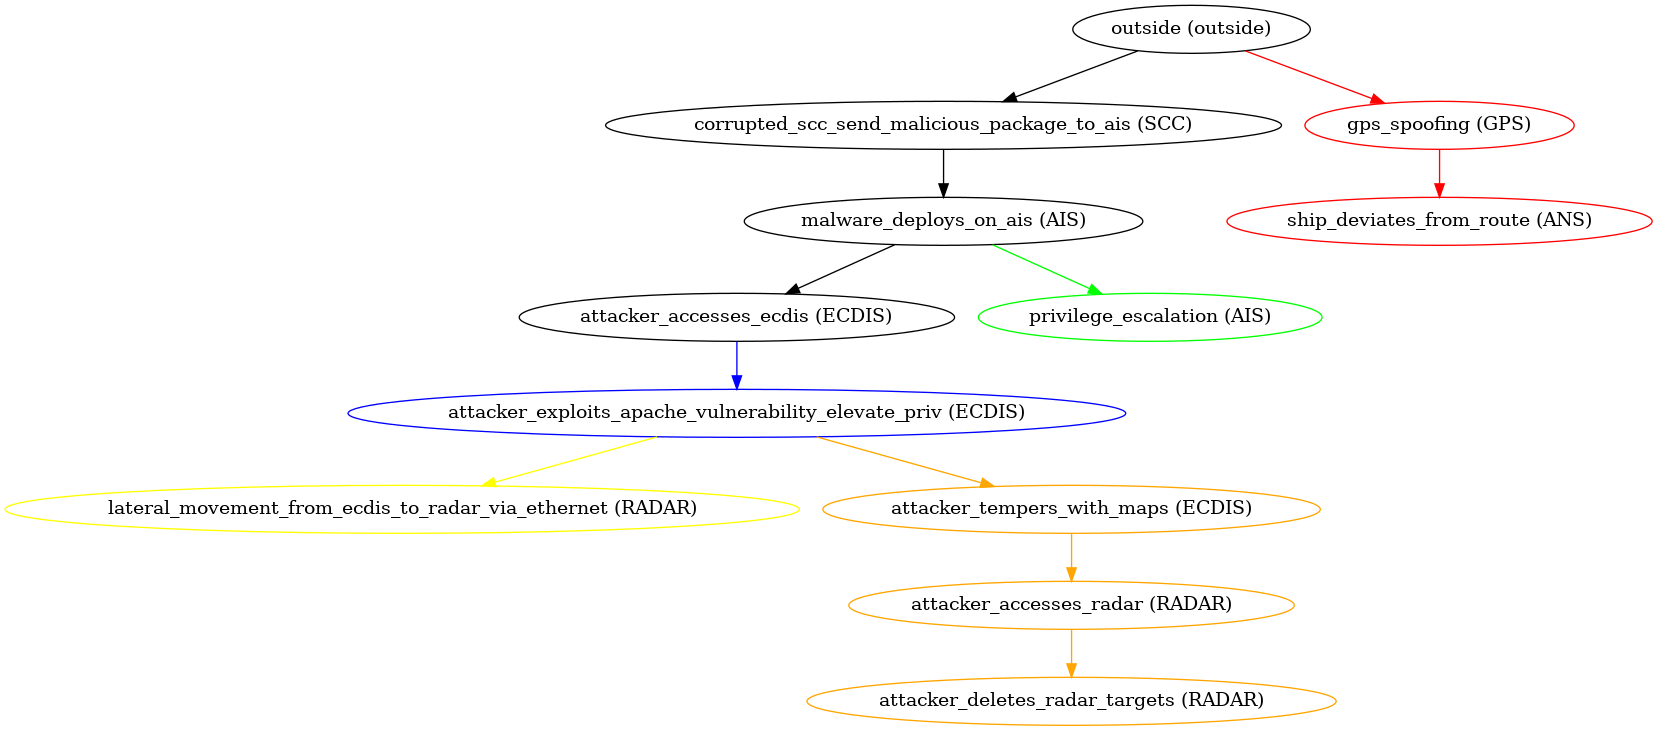 outside (outside)
corrupted_scc_send_malicious_package_to_ais (SCC)
gps_spoofing (GPS)
malware_deploys_on_ais (AIS)
ship_deviates_from_route (ANS)
attacker_accesses_ecdis (ECDIS)
privilege_escalation (AIS)
attacker_exploits_apache_vulnerability_elevate_priv (ECDIS)
lateral_movement_from_ecdis_to_radar_via_ethernet (RADAR)
attacker_tempers_with_maps (ECDIS)
attacker_accesses_radar (RADAR)
attacker_deletes_radar_targets (RADAR)